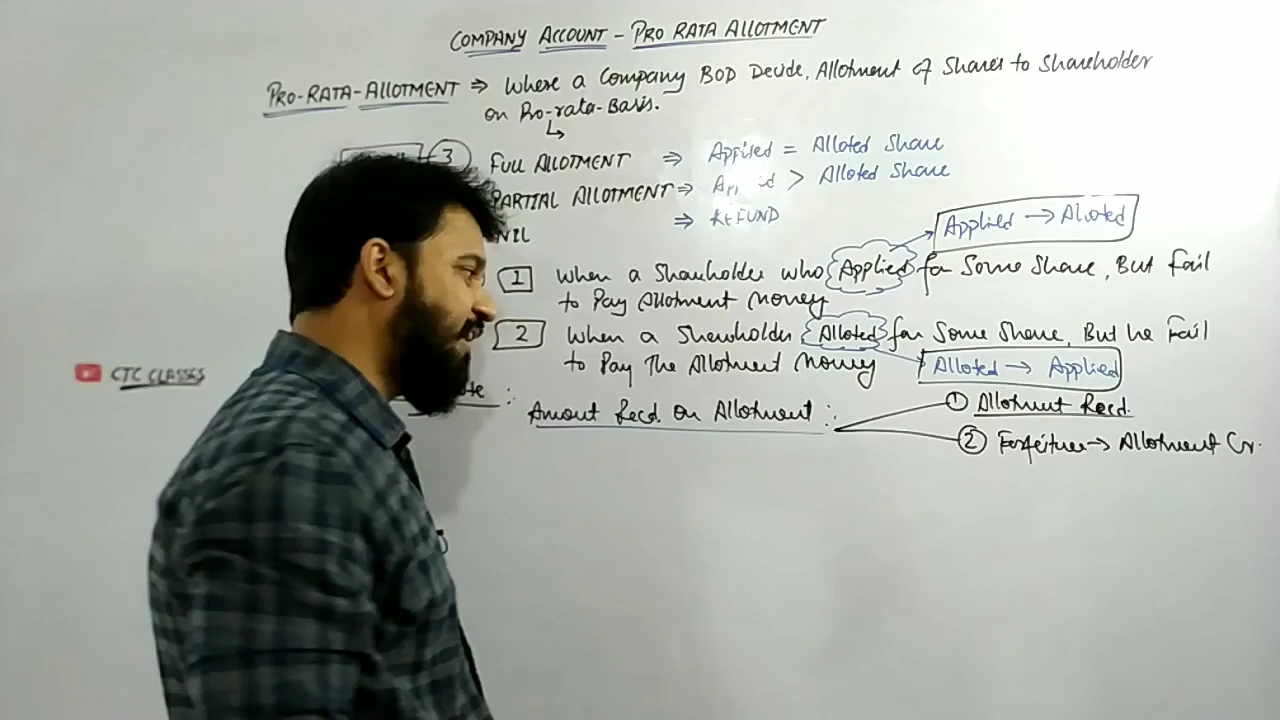 COMPANY ACCOUNT - PRO RATA ALLOTMENT
PRO-RATA-ALLOTMENT ⇒ Where a Company BOD Decide, Allotment of Shares to Shareholder
on Pro-rata-Basis.
3 FULL ALLOTMENT ⇒ Applied = Alloted Share
PARTIAL ALLOTMENT ⇒ > Alloted Share
NIL ⇒ REFUND
Applied → Alloted
1 When a Shareholder who Applied for Some Share, But Fail
to Pay Allotment Money
2 When a Shareholder Alloted for Some Share, But he Fail
to Pay The Allotment Money
Alloted → Applied
Amout Recd. on Allotment :
① Allotment Recd.
② Forfeiture → Allotment Cr.
CTC CLASSES